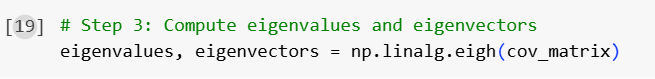 [19] # Step 3: Compute eigenvalues and eigenvectors
eigenvalues, eigenvectors = np.linalg.eigh(cov_matrix)